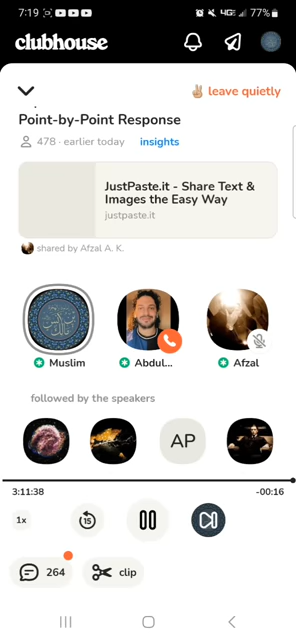 7:19
4GE
77%
clubhouse
leave quietly
Point-by-Point Response
478 · earlier today insights
JustPaste.it - Share Text &
Images the Easy Way
justpaste.it
shared by Afzal A. K.
Muslim
Abdul...
Afzal
followed by the speakers
AP
3:11:38
-00:16
1x
15
264
clip